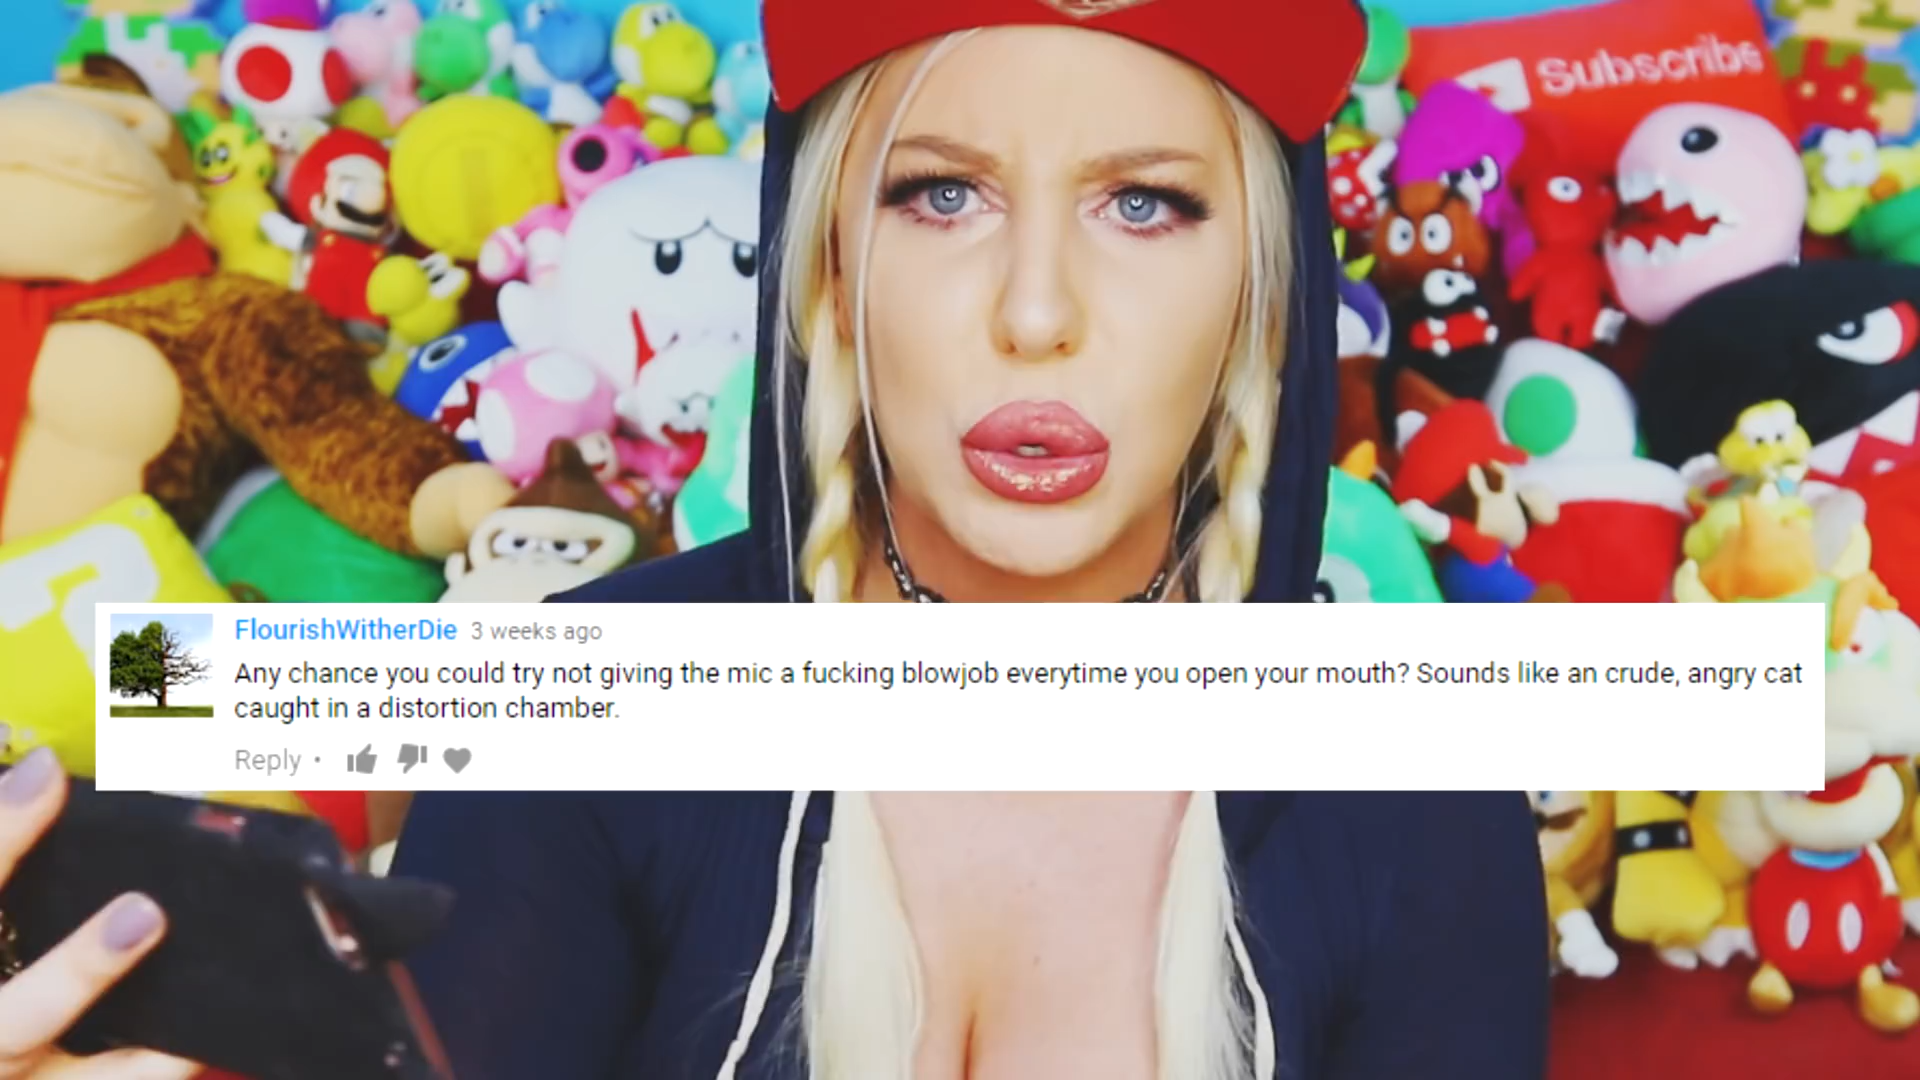 Subscribe
FlourishWitherDie 3 weeks ago
Any chance you could try not giving the mic a fucking blowjob everytime you open your mouth? Sounds like an crude, angry cat
caught in a distortion chamber.
Reply •